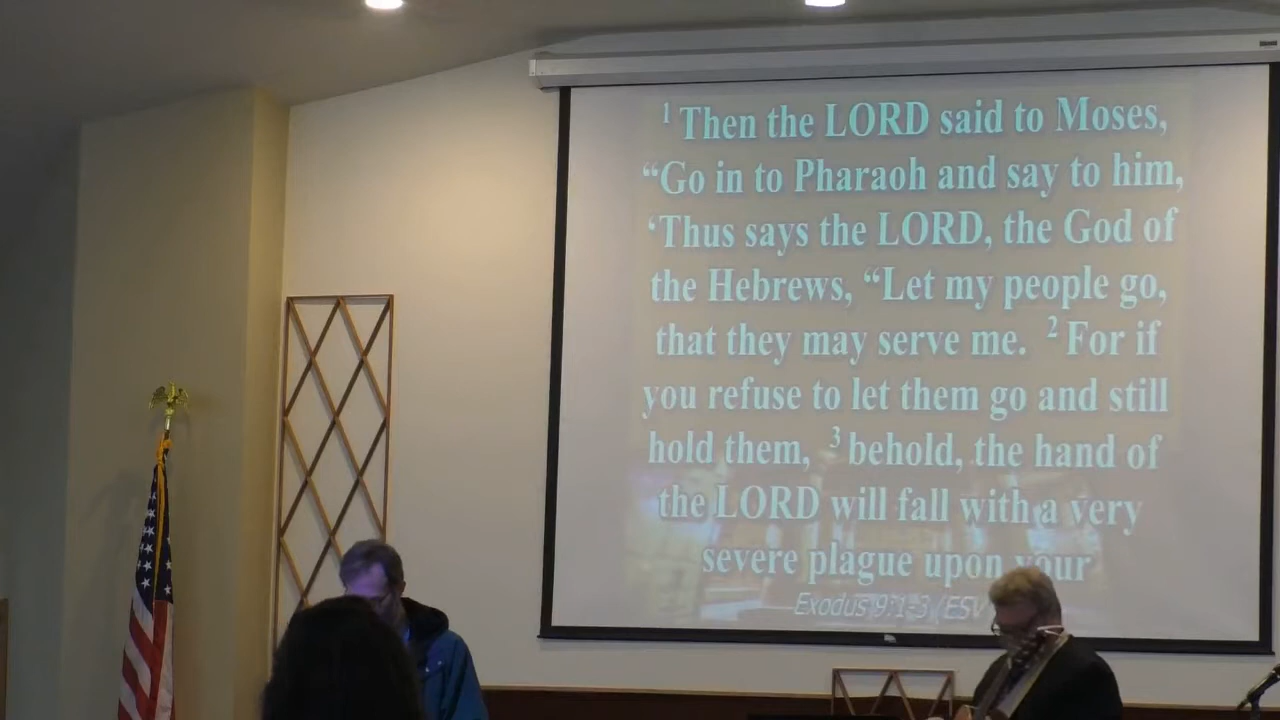 1 Then the LORD said to Moses,
“Go in to Pharaoh and say to him,
‘Thus says the LORD, the God of
the Hebrews, “Let my people go,
that they may serve me. 2 For if
you refuse to let them go and still
hold them, 3 behold, the hand of
the LORD will fall with a very
severe plague upon your
Exodus 9:1-3 (ESV